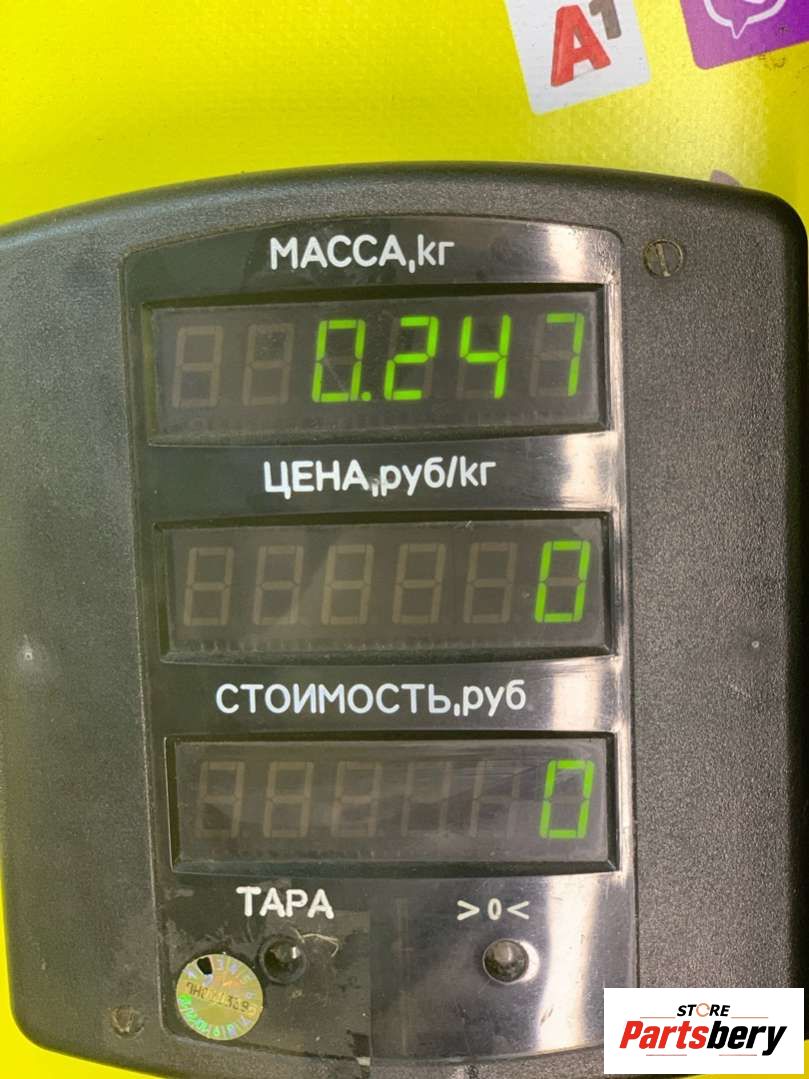 A1
МАССА,кг
0.247
ЦЕНА,руб/кг
0
СТОИМОСТЬ,руб
0
ТАРА >0<
STORE
Partsbery